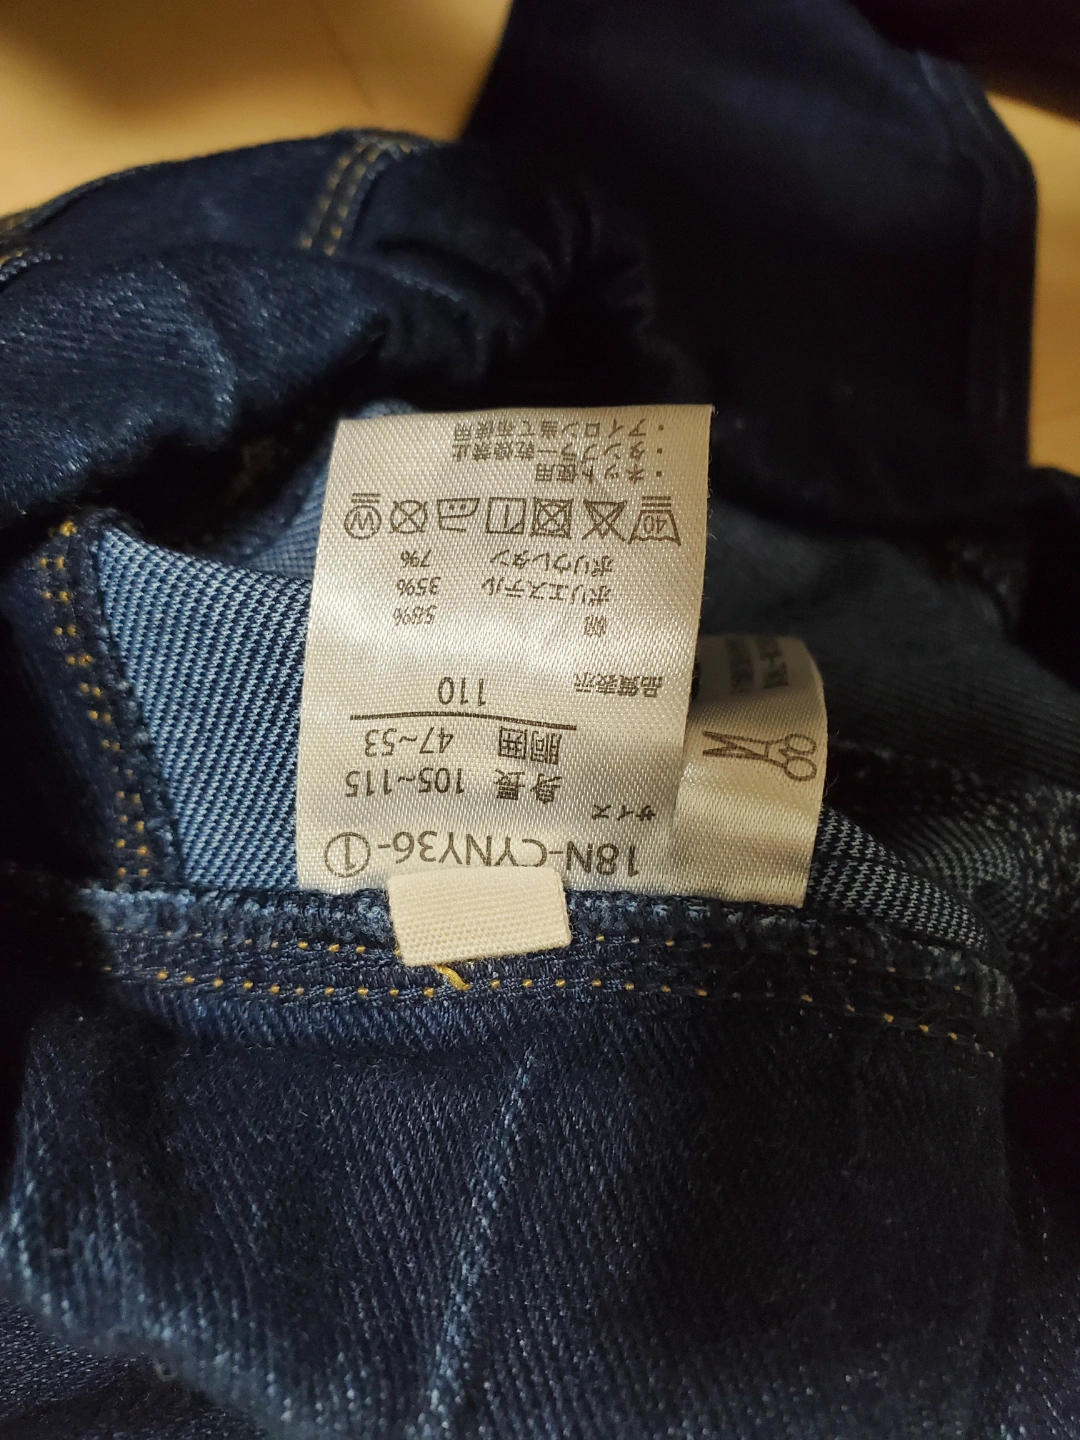 18N-CYNY36-①
サイズ
身長 105~115
胴囲 47~53
110
品質表示
綿 58%
ポリエステル 35%
ポリウレタン 7%
40
W
・ネット使用
・タンブラー乾燥禁止
・アイロン当て布使用